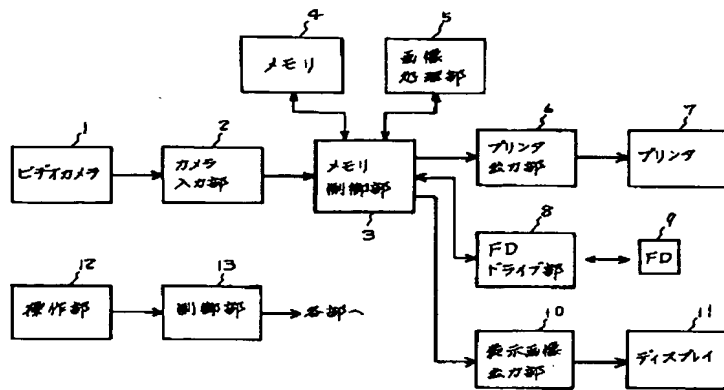 4
メモリ
5
画像
処理部
1
ビデイカメラ
2
カメラ
入力部
メモリ
制御部
3
6
プリンタ
出力部
7
プリンタ
8
FD
ドライブ部
9
FD
12
操作部
13
制御部
各部へ
10
表示画像
出力部
11
ディスプレイ